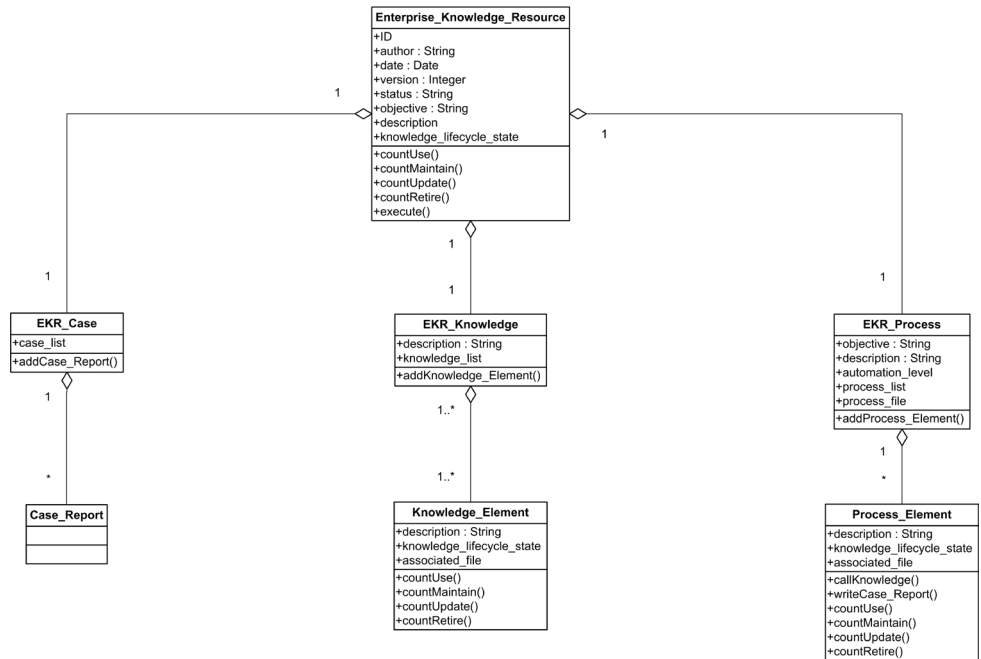 Enterprise_Knowledge_Resource
+ID
+author : String
+date : Date
+version : Integer
+status : String
+objective : String
+description
+knowledge_lifecycle_state
+countUse()
+countMaintain()
+countUpdate()
+countRetire()
+execute()
1
1
1
1
1
1
EKR_Case
+case_list
+addCase_Report()
1
*
Case_Report
EKR_Knowledge
+description : String
+knowledge_list
+addKnowledge_Element()
1..*
1..*
Knowledge_Element
+description : String
+knowledge_lifecycle_state
+associated_file
+countUse()
+countMaintain()
+countUpdate()
+countRetire()
EKR_Process
+objective : String
+description : String
+automation_level
+process_list
+process_file
+addProcess_Element()
1
*
Process_Element
+description : String
+knowledge_lifecycle_state
+associated_file
+callKnowledge()
+writeCase_Report()
+countUse()
+countMaintain()
+countUpdate()
+countRetire()